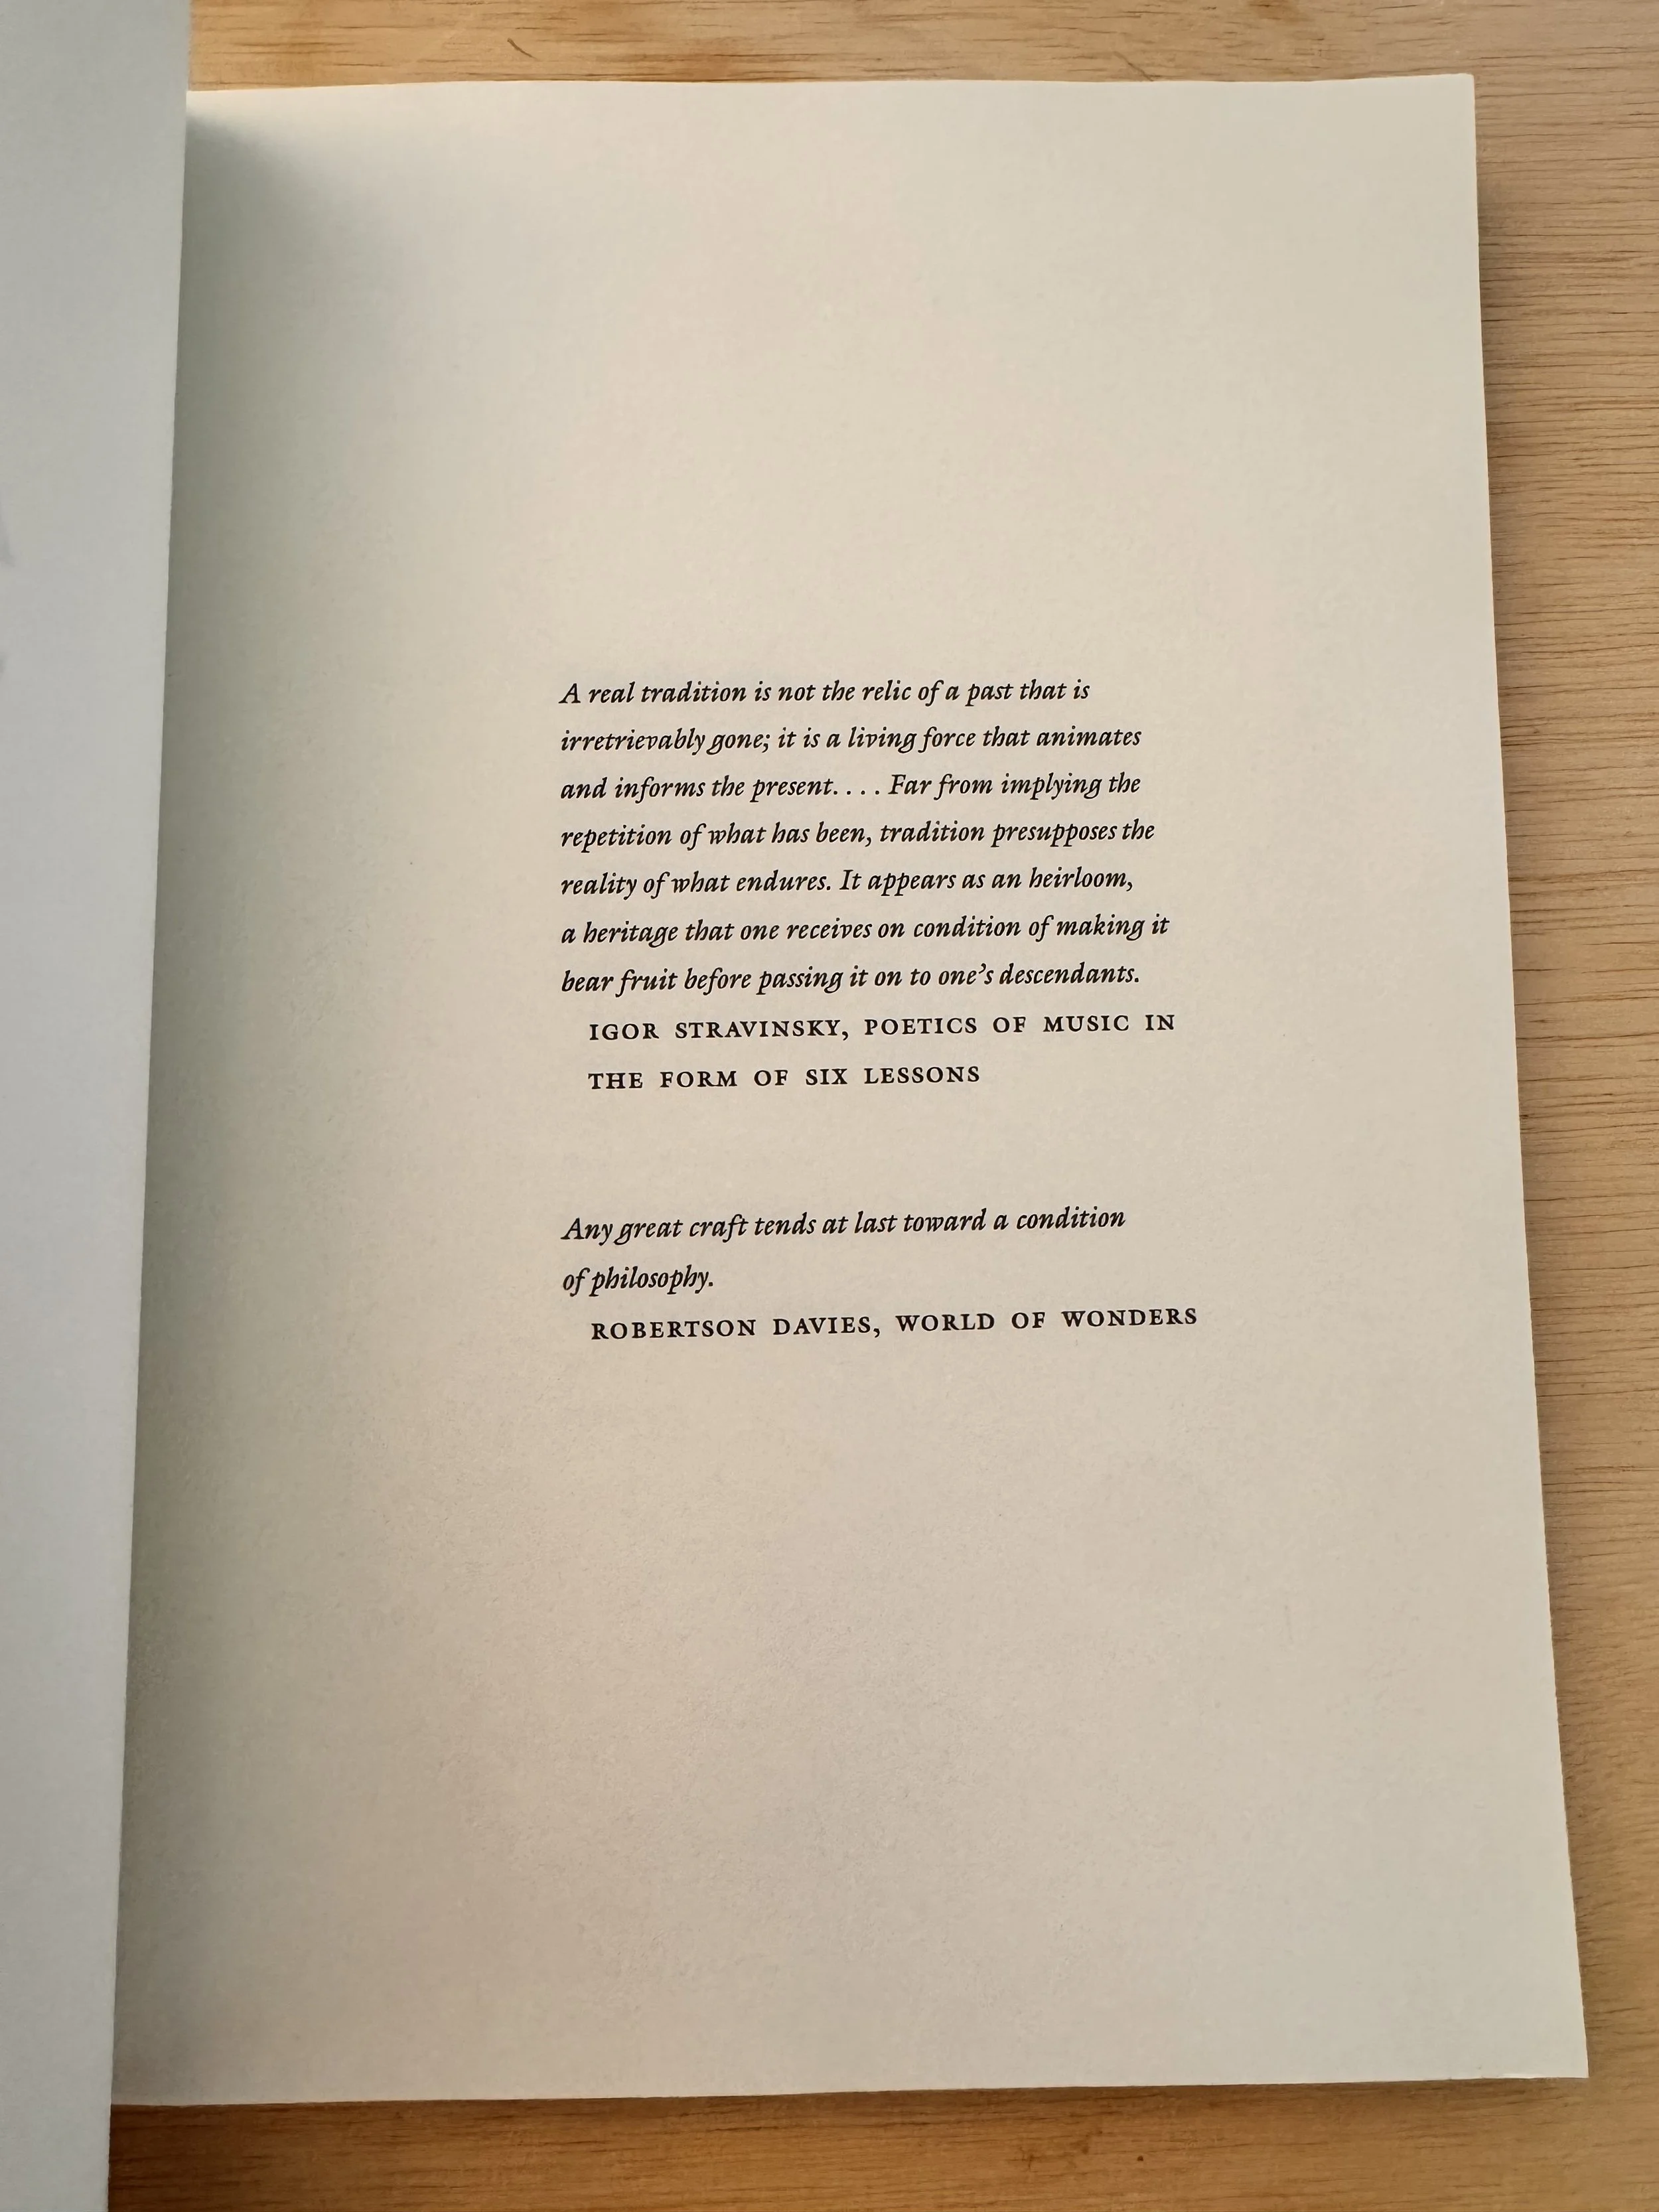 A real tradition is not the relic of a past that is
irretrievably gone; it is a living force that animates
and informs the present. . . . Far from implying the
repetition of what has been, tradition presupposes the
reality of what endures. It appears as an heirloom,
a heritage that one receives on condition of making it
bear fruit before passing it on to one’s descendants.
IGOR STRAVINSKY, POETICS OF MUSIC IN
THE FORM OF SIX LESSONS
Any great craft tends at last toward a condition
of philosophy.
ROBERTSON DAVIES, WORLD OF WONDERS